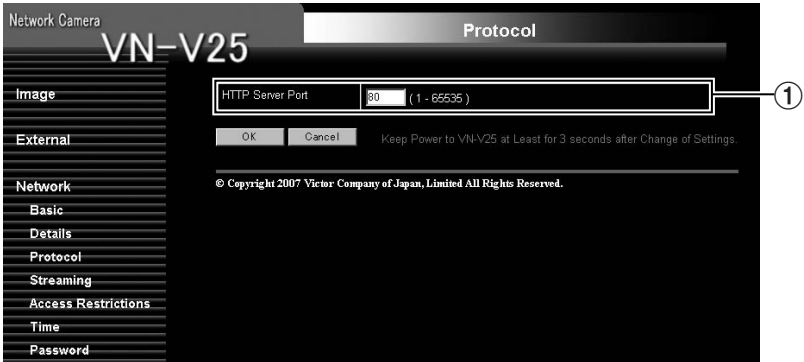 Network Camera
VN-V25
Protocol
Image
External
Network
Basic
Details
Protocol
Streaming
Access Restrictions
Time
Password
HTTP Server Port
80
( 1 - 65535 )
①
OK
Cancel
Keep Power to VN-V25 at Least for 3 seconds after Change of Settings.
© Copyright 2007 Victor Company of Japan, Limited All Rights Reserved.